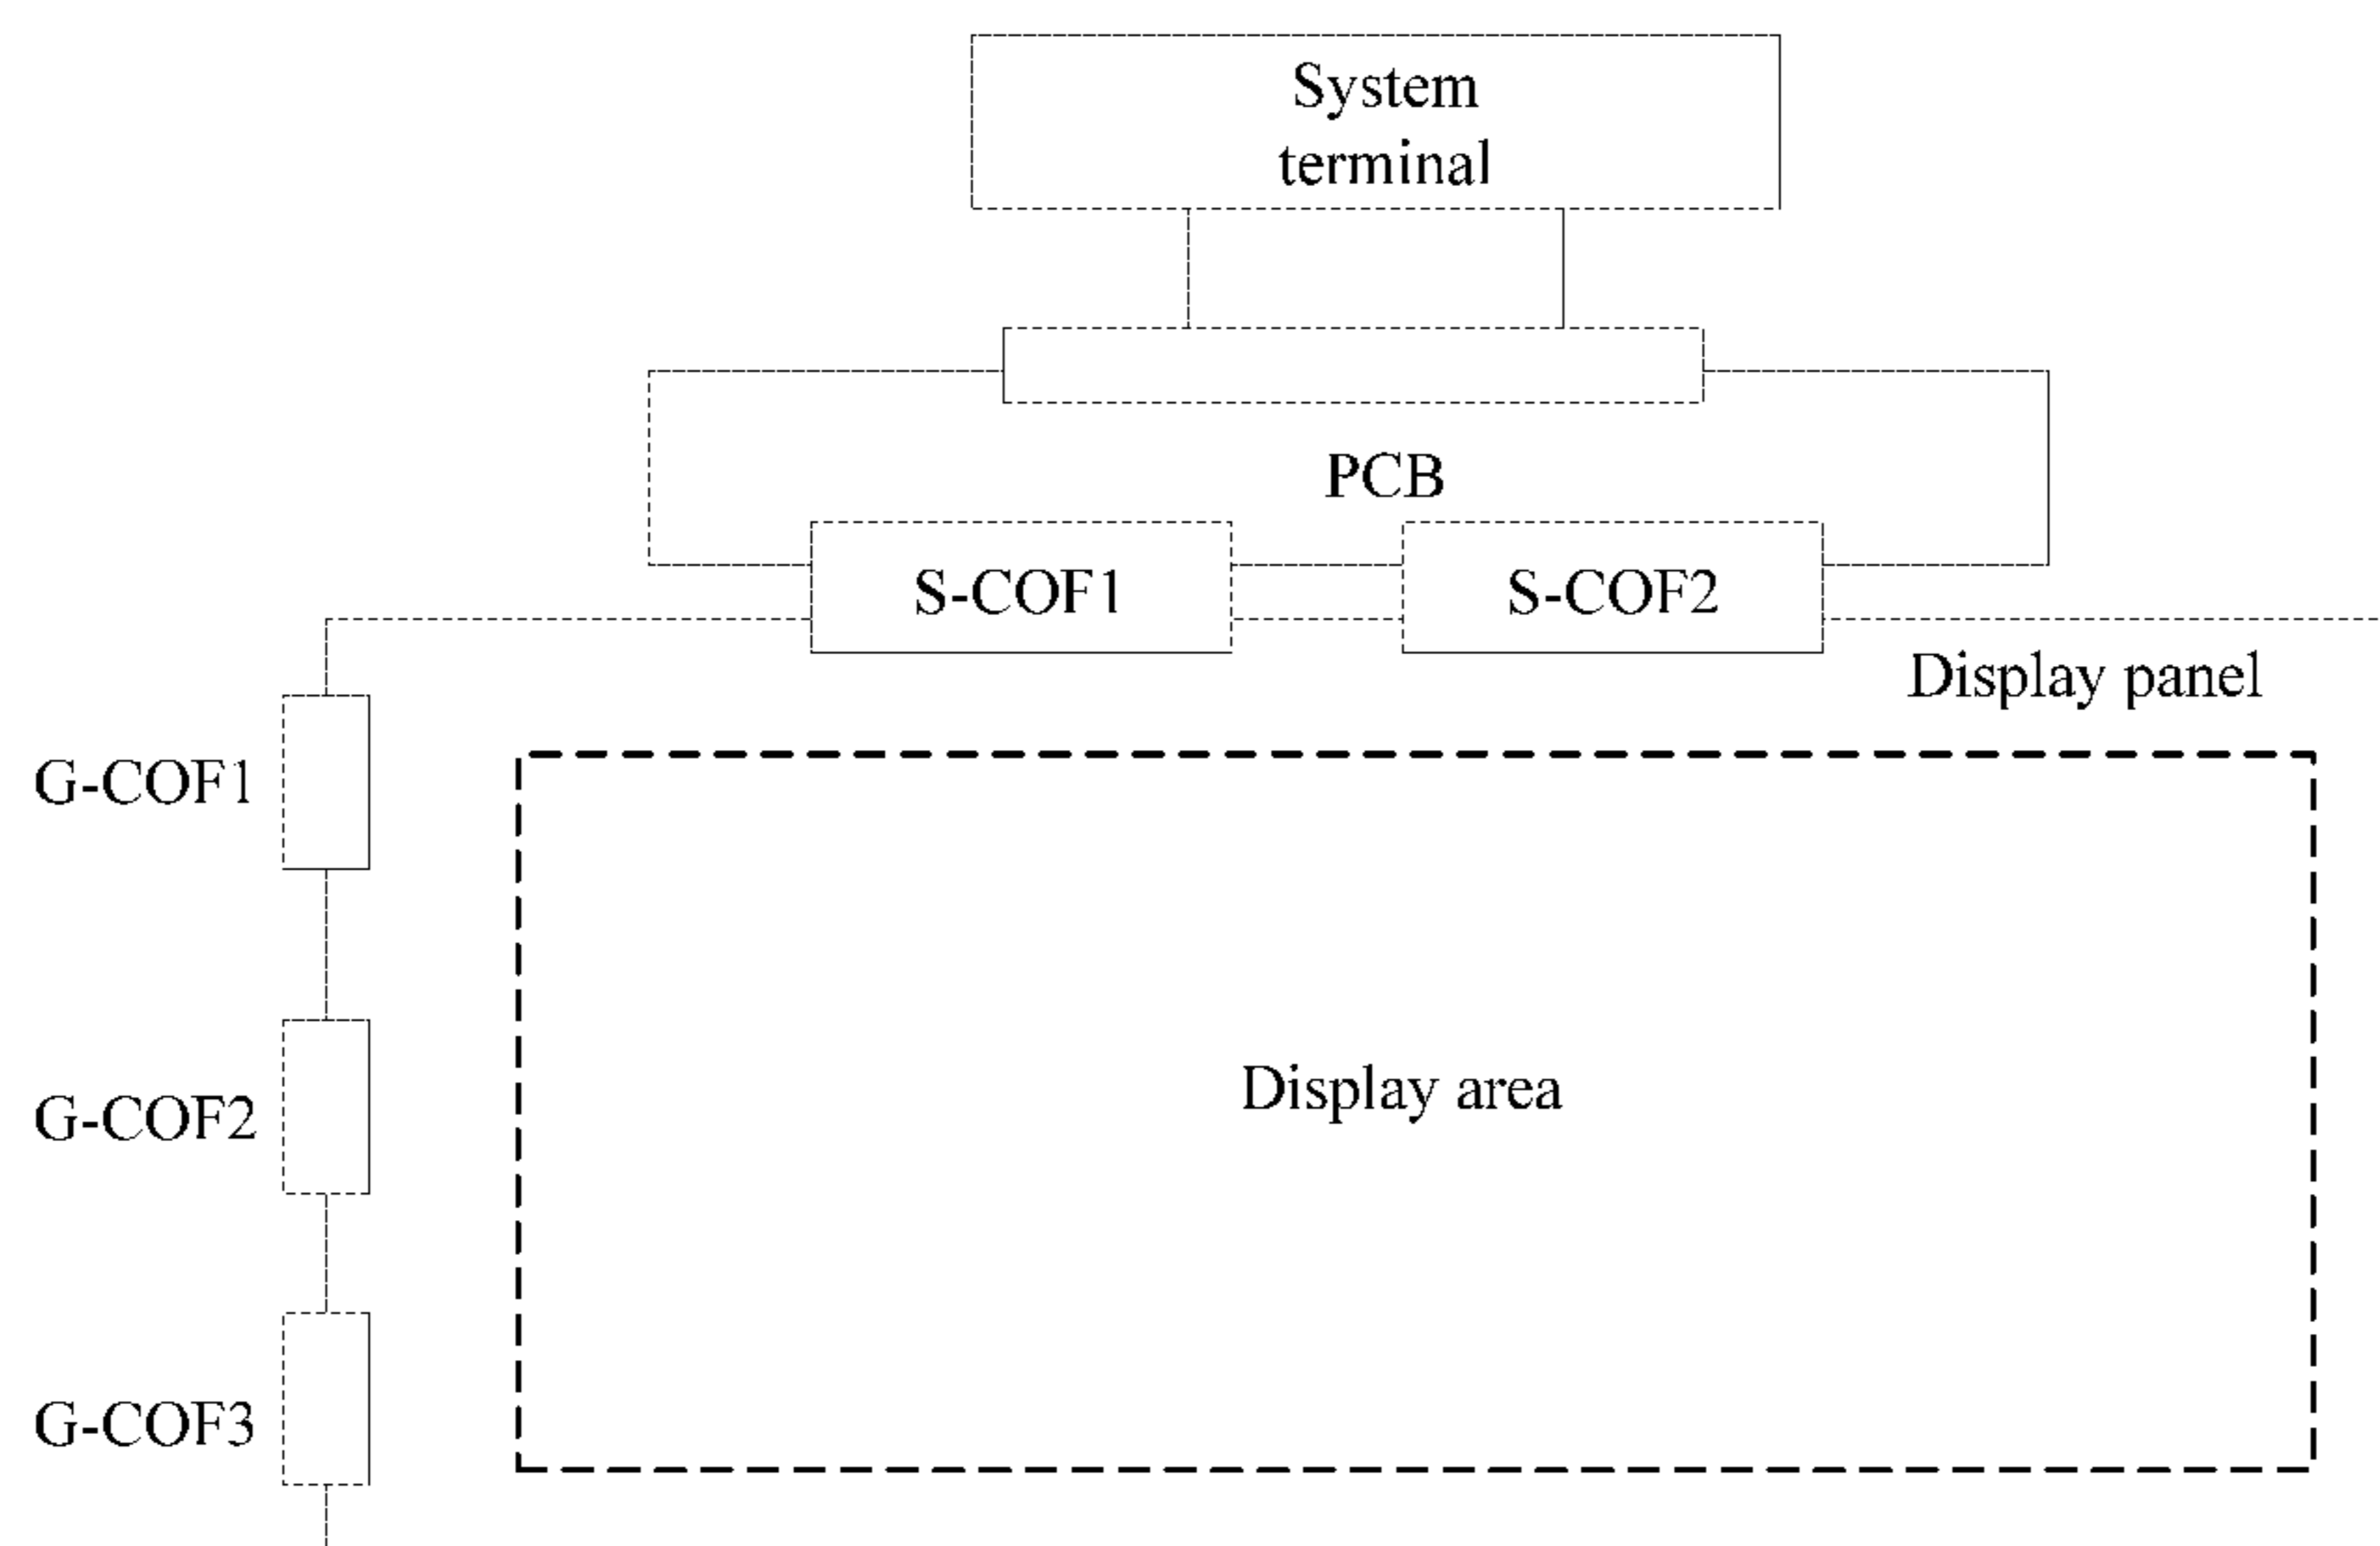 System
terminal
PCB
S-COF1
S-COF2
Display panel
G-COF1
Display area
G-COF2
G-COF3